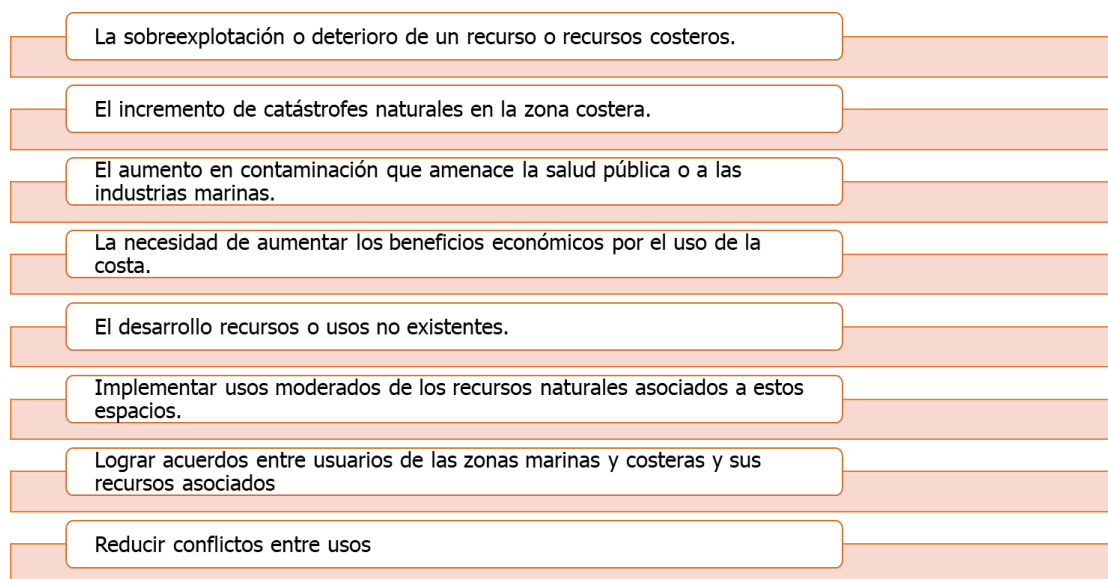 La sobreexplotación o deterioro de un recurso o recursos costeros.
El incremento de catástrofes naturales en la zona costera.
El aumento en contaminación que amenace la salud pública o a las
industrias marinas.
La necesidad de aumentar los beneficios económicos por el uso de la
costa.
El desarrollo recursos o usos no existentes.
Implementar usos moderados de los recursos naturales asociados a estos
espacios.
Lograr acuerdos entre usuarios de las zonas marinas y costeras y sus
recursos asociados
Reducir conflictos entre usos